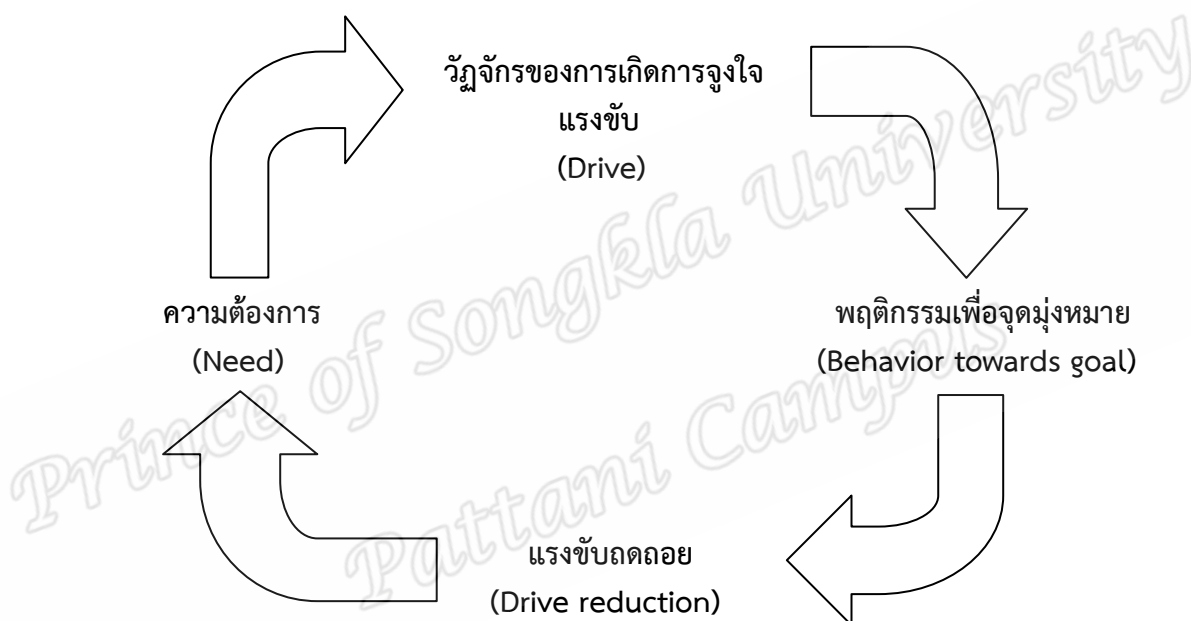 วัฏจักรของการเกิดการจูงใจ
แรงขับ
(Drive)
ความต้องการ
(Need)
พฤติกรรมเพื่อจุดมุ่งหมาย
(Behavior towards goal)
แรงขับถดถอย
(Drive reduction)
Prince of Songkla University
Pattani Campus